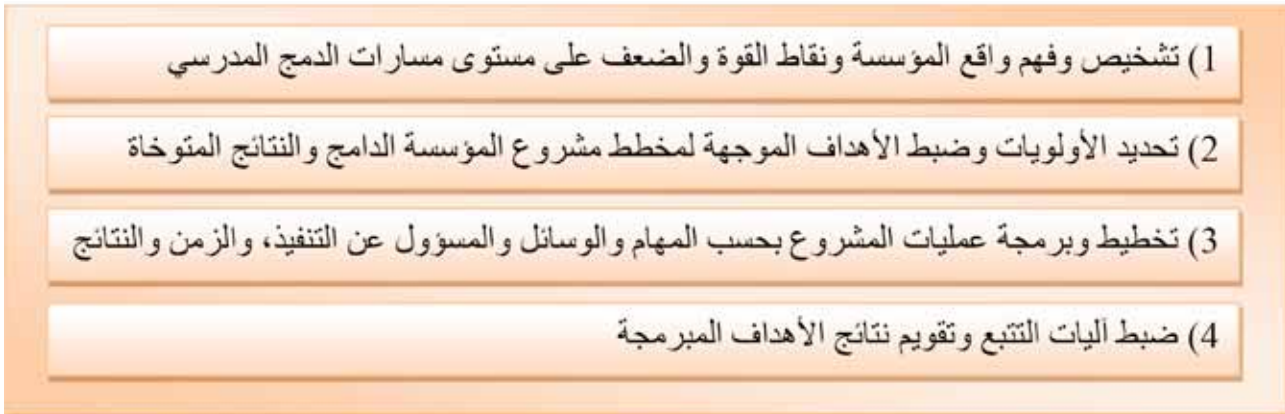 1) تشخيص وفهم واقع المؤسسة ونقاط القوة والضعف على مستوى مسارات الدمج المدرسي
2) تحديد الأولويات وضبط الأهداف الموجهة لمخطط مشروع المؤسسة الدامج والنتائج المتوخاة
3) تخطيط وبرمجة عمليات المشروع بحسب المهام والوسائل والمسؤول عن التنفيذ، والزمن والنتائج
4) ضبط آليات التتبع وتقويم نتائج الأهداف المبرمجة